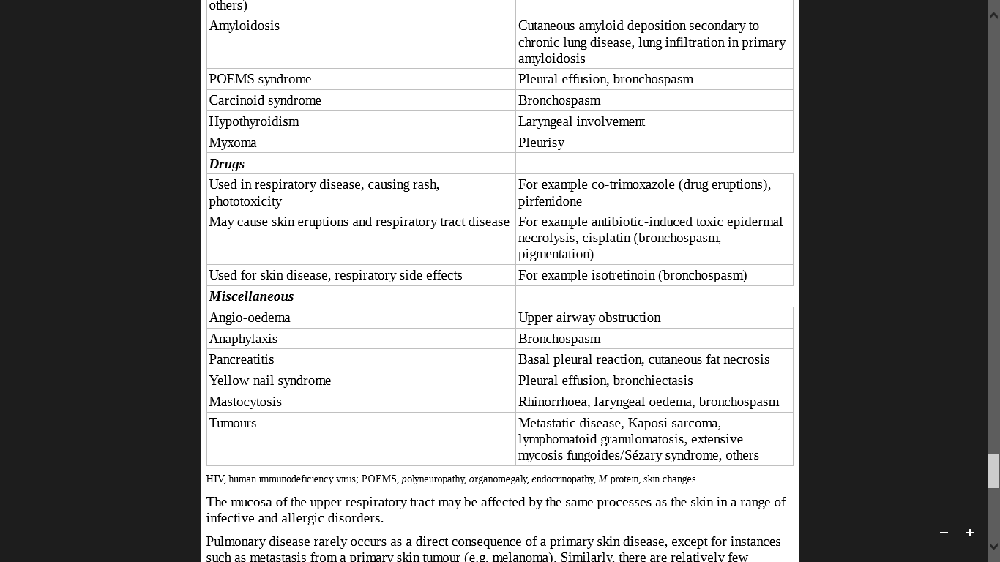 others)
Amyloidosis
Cutaneous amyloid deposition secondary to
chronic lung disease, lung infiltration in primary
amyloidosis
POEMS syndrome
Pleural effusion, bronchospasm
Carcinoid syndrome
Bronchospasm
Hypothyroidism
Laryngeal involvement
Myxoma
Pleurisy
Drugs
Used in respiratory disease, causing rash,
phototoxicity
For example co-trimoxazole (drug eruptions),
pirfenidone
May cause skin eruptions and respiratory tract disease
For example antibiotic-induced toxic epidermal
necrolysis, cisplatin (bronchospasm,
pigmentation)
Used for skin disease, respiratory side effects
For example isotretinoin (bronchospasm)
Miscellaneous
Angio-oedema
Upper airway obstruction
Anaphylaxis
Bronchospasm
Pancreatitis
Basal pleural reaction, cutaneous fat necrosis
Yellow nail syndrome
Pleural effusion, bronchiectasis
Mastocytosis
Rhinorrhoea, laryngeal oedema, bronchospasm
Tumours
Metastatic disease, Kaposi sarcoma,
lymphomatoid granulomatosis, extensive
mycosis fungoides/Sézary syndrome, others
HIV, human immunodeficiency virus; POEMS, polyneuropathy, organomegaly, endocrinopathy, M protein, skin changes.
The mucosa of the upper respiratory tract may be affected by the same processes as the skin in a range of
infective and allergic disorders.
Pulmonary disease rarely occurs as a direct consequence of a primary skin disease, except for instances
such as metastasis from a primary skin tumour (e.g. melanoma). Similarly, there are relatively few